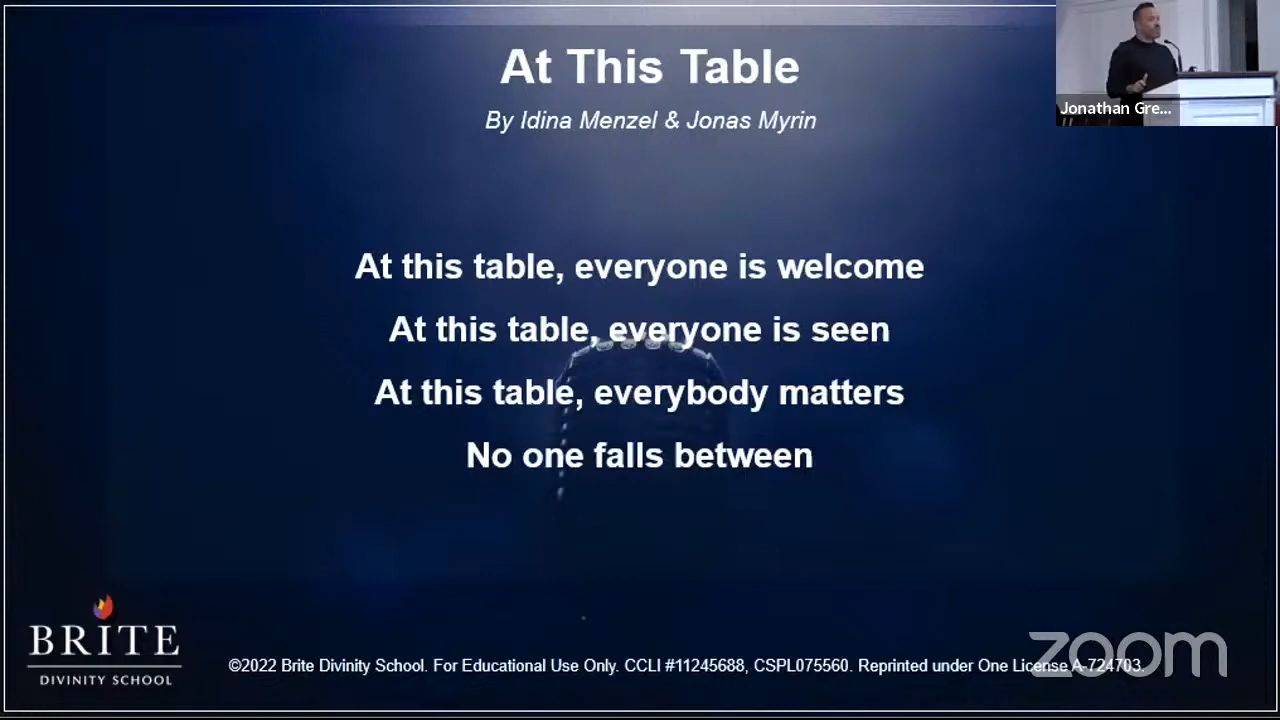 At This Table
By Idina Menzel & Jonas Myrin
Jonathan Gre...
At this table, everyone is welcome
At this table, everyone is seen
At this table, everybody matters
No one falls between
BRITE
DIVINITY SCHOOL
©2022 Brite Divinity School. For Educational Use Only. CCLI #11245688, CSPL075560. Reprinted under One License A-724703.
zoom